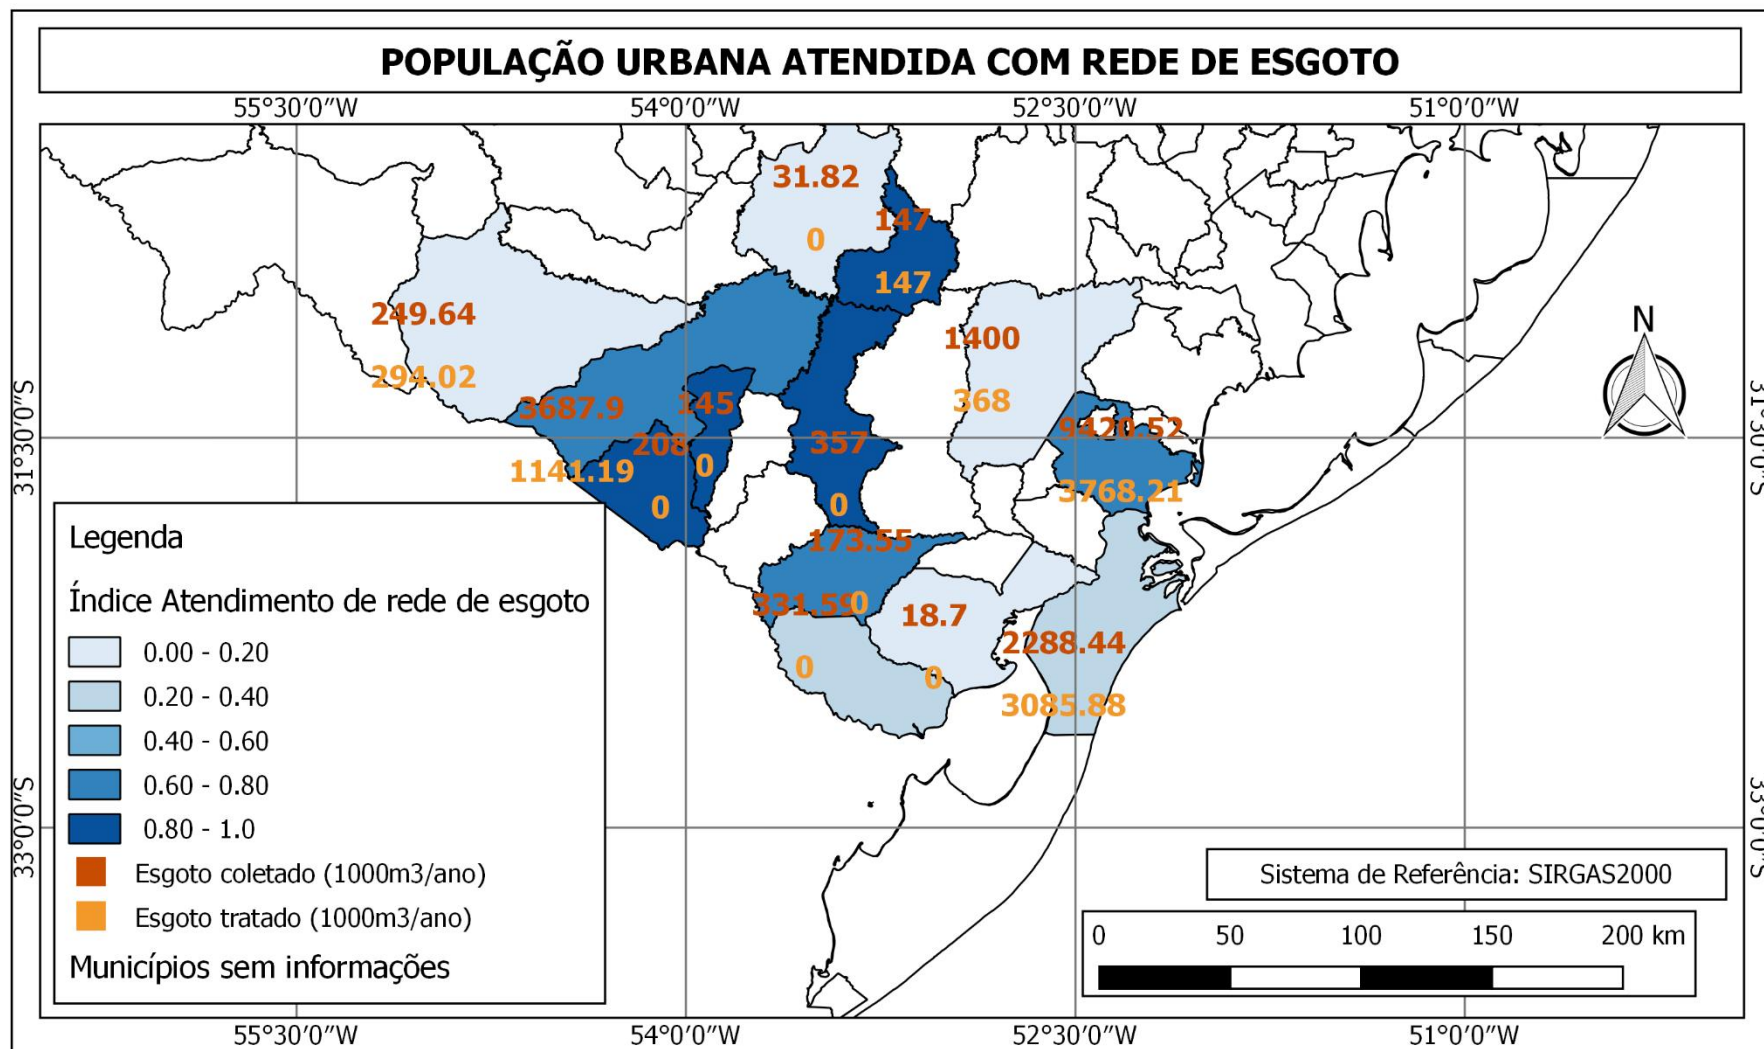 POPULAÇÃO URBANA ATENDIDA COM REDE DE ESGOTO
55°30'0"W 54°0'0"W 52°30'0"W 51°0'0"W
31.82
147
0
147
249.64
1400
294.02
368
3687.9
145
9420.52
208
357
1141.19
0
3768.21
0
0
173.55
331.59
0
18.7
2288.44
0
0
3085.88
N
31°30'0"S
31°30'0"S
33°0'0"S
33°0'0"S
Legenda
Índice Atendimento de rede de esgoto
0.00 - 0.20
0.20 - 0.40
0.40 - 0.60
0.60 - 0.80
0.80 - 1.0
Esgoto coletado (1000m3/ano)
Esgoto tratado (1000m3/ano)
Municípios sem informações
Sistema de Referência: SIRGAS2000
0 50 100 150 200 km
55°30'0"W 54°0'0"W 52°30'0"W 51°0'0"W